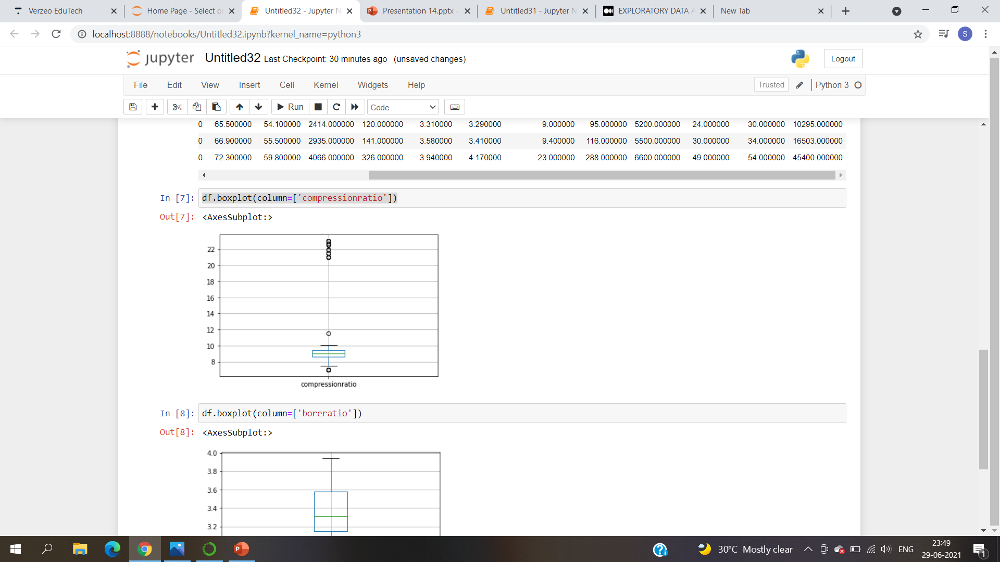 Verzeo EduTech
Home Page - Select o
Untitled32 - Jupyter N
Presentation 14.pptx -
Untitled31 - Jupyter N
EXPLORATORY DATA A
New Tab
localhost:8888/notebooks/Untitled32.ipynb?kernel_name=python3
S
jupyter Untitled32 Last Checkpoint: 30 minutes ago (unsaved changes)
Logout
File Edit View Insert Cell Kernel Widgets Help
Trusted Python 3
Run Code
0 65.500000 54.100000 2414.000000 120.000000 3.310000 3.290000 9.000000 95.000000 5200.000000 24.000000 30.000000 10295.000000
0 66.900000 55.500000 2935.000000 141.000000 3.580000 3.410000 9.400000 116.000000 5500.000000 30.000000 34.000000 16503.000000
0 72.300000 59.800000 4066.000000 326.000000 3.940000 4.170000 23.000000 288.000000 6600.000000 49.000000 54.000000 45400.000000
In [7]: df.boxplot(column=['compressionratio'])
Out[7]: <AxesSubplot:>
22
20
18
16
14
12
10
8
compressionratio
In [8]: df.boxplot(column=['boreratio'])
Out[8]: <AxesSubplot:>
4.0
3.8
3.6
3.4
3.2
30°C Mostly clear
ENG
23:49
29-06-2021
1